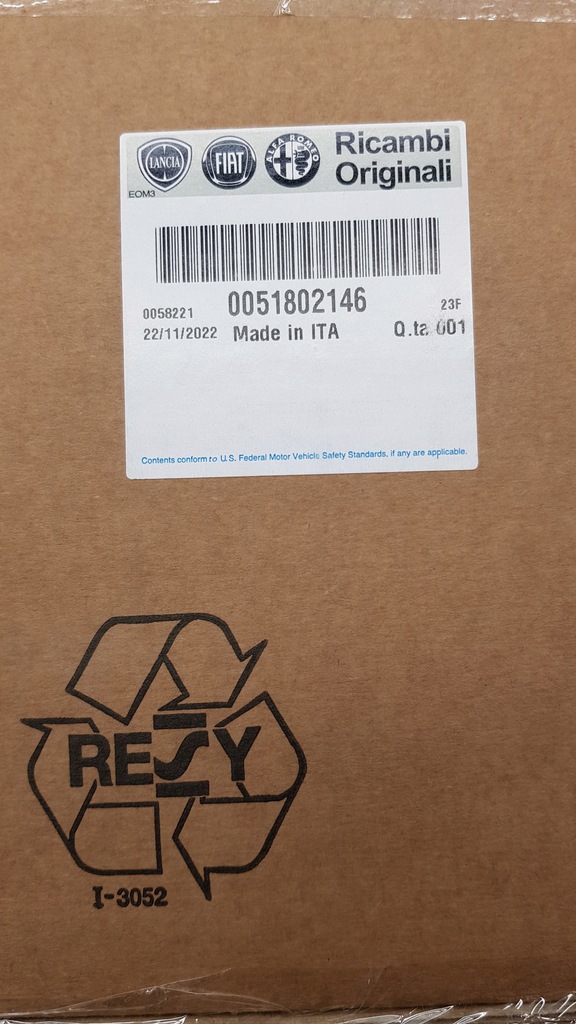 LANCIA
FIAT
ALFA ROMEO
Ricambi
Originali
EOM3
0051802146
0058221
23F
22/11/2022 Made in ITA Q.ta 001
Contents conform to U.S. Federal Motor Vehicle Safety Standards, if any are applicable.
RESY
I-3052